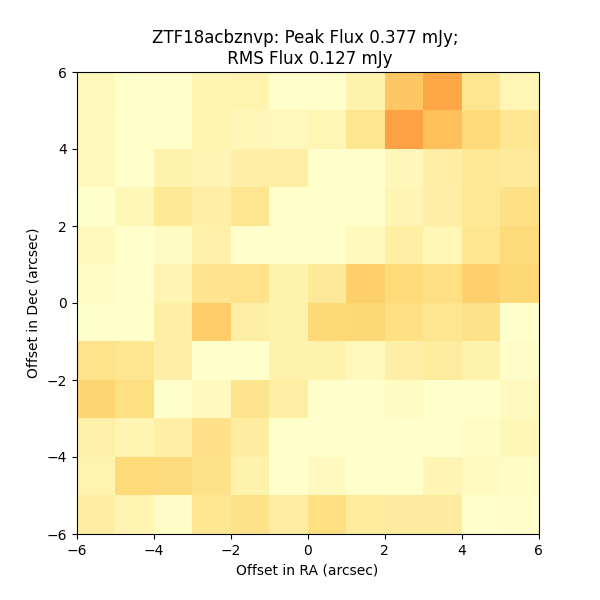 ZTF18acbznvp: Peak Flux 0.377 mJy;
RMS Flux 0.127 mJy
6
4
2
0
−2
−4
−6
Offset in Dec (arcsec)
−6 −4 −2 0 2 4 6
Offset in RA (arcsec)